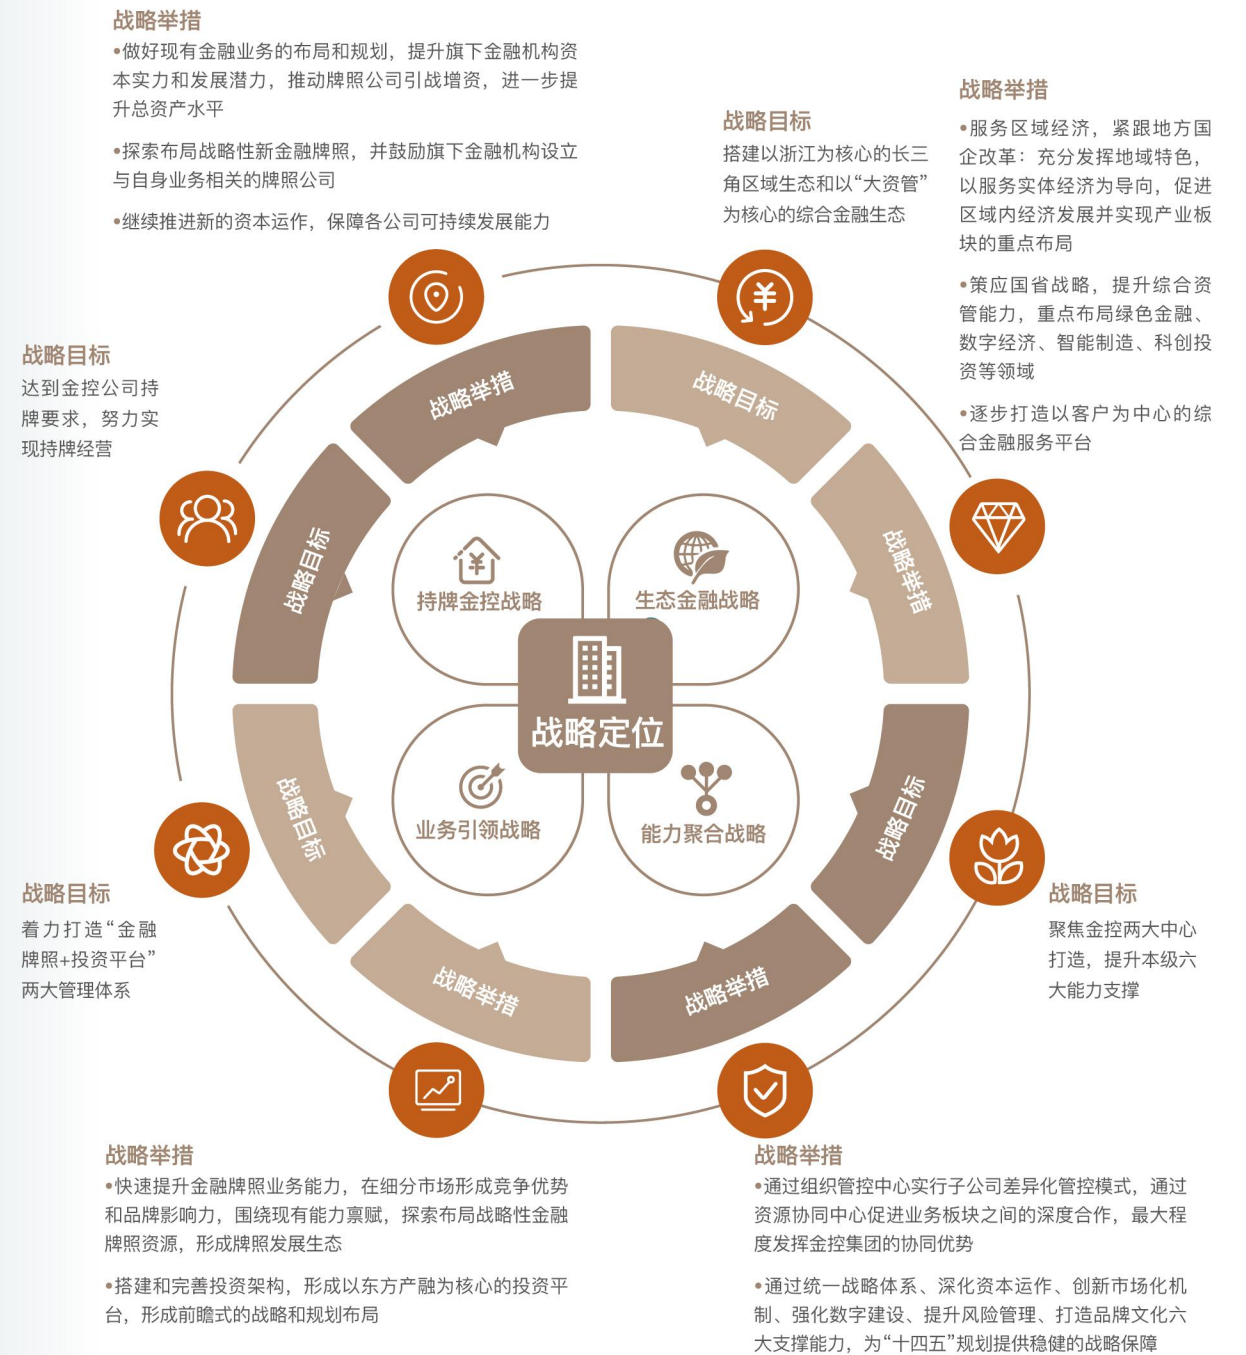 战略举措
•做好现有金融业务的布局和规划，提升旗下金融机构资
本实力和发展潜力，推动牌照公司引战增资，进一步提
升总资产水平
•探索布局战略性新金融牌照，并鼓励旗下金融机构设立
与自身业务相关的牌照公司
•继续推进新的资本运作，保障各公司可持续发展能力
战略目标
搭建以浙江为核心的长三
角区域生态和以“大资管”
为核心的综合金融生态
战略举措
•服务区域经济，紧跟地方国
企改革：充分发挥地域特色，
以服务实体经济为导向，促进
区域内经济发展并实现产业板
块的重点布局
•策应国省战略，提升综合资
管能力，重点布局绿色金融、
数字经济、智能制造、科创投
资等领域
•逐步打造以客户为中心的综
合金融服务平台
战略目标
达到金控公司持
牌要求，努力实
现持牌经营
战略举措
战略目标
战略目标
战略举措
持牌金控战略
生态金融战略
战略定位
业务引领战略
能力聚合战略
战略目标
战略目标
战略举措
战略举措
战略目标
着力打造“金融
牌照+投资平台”
两大管理体系
战略目标
聚焦金控两大中心
打造，提升本级六
大能力支撑
战略举措
•快速提升金融牌照业务能力，在细分市场形成竞争优势
和品牌影响力，围绕现有能力禀赋，探索布局战略性金融
牌照资源，形成牌照发展生态
•搭建和完善投资架构，形成以东方产融为核心的投资平
台，形成前瞻式的战略和规划布局
战略举措
•通过组织管控中心实行子公司差异化管控模式，通过
资源协同中心促进业务板块之间的深度合作，最大程
度发挥金控集团的协同优势
•通过统一战略体系、深化资本运作、创新市场化机
制、强化数字建设、提升风险管理、打造品牌文化六
大支撑能力，为“十四五”规划提供稳健的战略保障